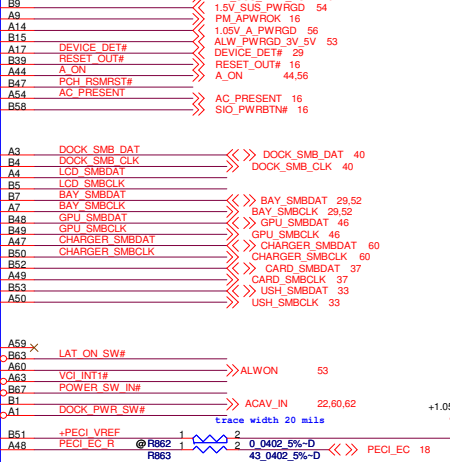 B9 1.5V_SUS_PWRGD 54
A9 PM_APWROK 16
A14 1.05V_A_PWRGD 56
B15 ALW_PWRGD_3V_5V 53
A17 DEVICE_DET# DEVICE_DET# 29
B39 RESET_OUT# RESET_OUT# 16
A44 A_ON A_ON 44,56
B47 PCH_RSMRST#
A54 AC_PRESENT AC_PRESENT 16
B58 SIO_PWRBTN# 16
A3 DOCK_SMB_DAT DOCK_SMB_DAT 40
B4 DOCK_SMB_CLK DOCK_SMB_CLK 40
A4 LCD_SMBDAT
B5 LCD_SMBCLK
B7 BAY_SMBDAT BAY_SMBDAT 29,52
A7 BAY_SMBCLK BAY_SMBCLK 29,52
B48 GPU_SMBDAT GPU_SMBDAT 46
B49 GPU_SMBCLK GPU_SMBCLK 46
A47 CHARGER_SMBDAT CHARGER_SMBDAT 60
B50 CHARGER_SMBCLK CHARGER_SMBCLK 60
B52 CARD_SMBDAT 37
A49 CARD_SMBCLK 37
B53 USH_SMBDAT 33
A50 USH_SMBCLK 33
A59
B63 LAT_ON_SW#
A60 ALWON 53
A63 VCI_INT1#
B67 POWER_SW_IN#
B1 ACAV_IN 22,60,62
A1 DOCK_PWR_SW# +1.05
trace width 20 mils
B51 +PECI_VREF 1 2
A48 PECI_EC_R @R862 1 2 0_0402_5%~D PECI_EC 18
R863 43_0402_5%~D